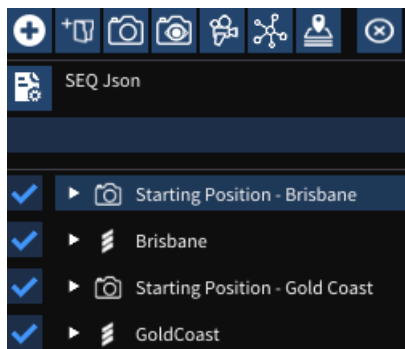 SEQ Json
Starting Position - Brisbane
Brisbane
Starting Position - Gold Coast
GoldCoast